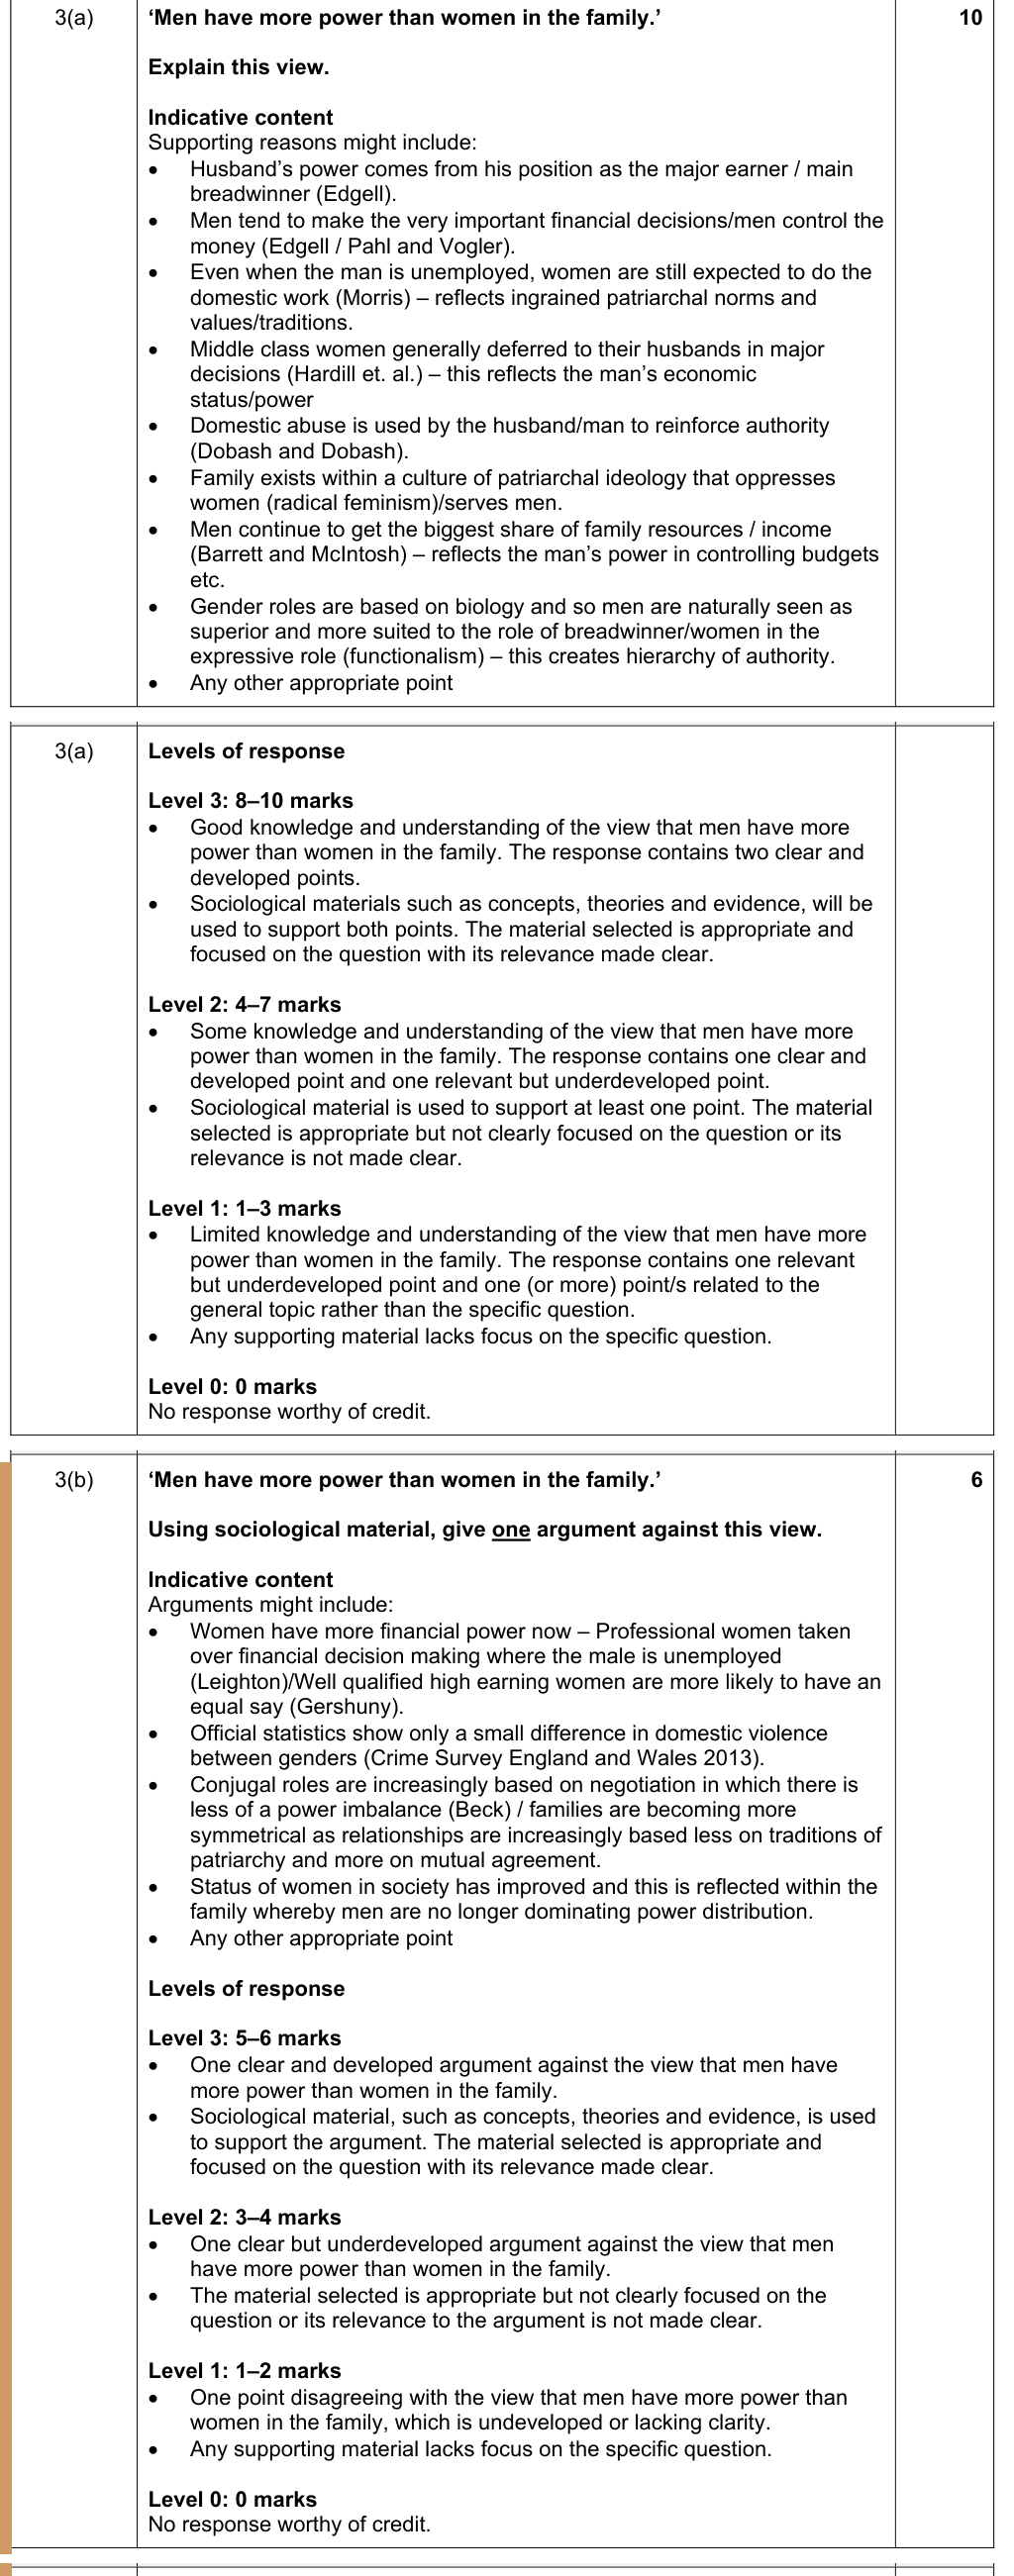 3(a) ‘Men have more power than women in the family.’ 10
Explain this view.
Indicative content
Supporting reasons might include:
• Husband’s power comes from his position as the major earner / main
breadwinner (Edgell).
• Men tend to make the very important financial decisions/men control the
money (Edgell / Pahl and Vogler).
• Even when the man is unemployed, women are still expected to do the
domestic work (Morris) – reflects ingrained patriarchal norms and
values/traditions.
• Middle class women generally deferred to their husbands in major
decisions (Hardill et. al.) – this reflects the man’s economic
status/power
• Domestic abuse is used by the husband/man to reinforce authority
(Dobash and Dobash).
• Family exists within a culture of patriarchal ideology that oppresses
women (radical feminism)/serves men.
• Men continue to get the biggest share of family resources / income
(Barrett and McIntosh) – reflects the man’s power in controlling budgets
etc.
• Gender roles are based on biology and so men are naturally seen as
superior and more suited to the role of breadwinner/women in the
expressive role (functionalism) – this creates hierarchy of authority.
• Any other appropriate point
3(a) Levels of response
Level 3: 8–10 marks
• Good knowledge and understanding of the view that men have more
power than women in the family. The response contains two clear and
developed points.
• Sociological materials such as concepts, theories and evidence, will be
used to support both points. The material selected is appropriate and
focused on the question with its relevance made clear.
Level 2: 4–7 marks
• Some knowledge and understanding of the view that men have more
power than women in the family. The response contains one clear and
developed point and one relevant but underdeveloped point.
• Sociological material is used to support at least one point. The material
selected is appropriate but not clearly focused on the question or its
relevance is not made clear.
Level 1: 1–3 marks
• Limited knowledge and understanding of the view that men have more
power than women in the family. The response contains one relevant
but underdeveloped point and one (or more) point/s related to the
general topic rather than the specific question.
• Any supporting material lacks focus on the specific question.
Level 0: 0 marks
No response worthy of credit.
3(b) ‘Men have more power than women in the family.’ 6
Using sociological material, give one argument against this view.
Indicative content
Arguments might include:
• Women have more financial power now – Professional women taken
over financial decision making where the male is unemployed
(Leighton)/Well qualified high earning women are more likely to have an
equal say (Gershuny).
• Official statistics show only a small difference in domestic violence
between genders (Crime Survey England and Wales 2013).
• Conjugal roles are increasingly based on negotiation in which there is
less of a power imbalance (Beck) / families are becoming more
symmetrical as relationships are increasingly based less on traditions of
patriarchy and more on mutual agreement.
• Status of women in society has improved and this is reflected within the
family whereby men are no longer dominating power distribution.
• Any other appropriate point
Levels of response
Level 3: 5–6 marks
• One clear and developed argument against the view that men have
more power than women in the family.
• Sociological material, such as concepts, theories and evidence, is used
to support the argument. The material selected is appropriate and
focused on the question with its relevance made clear.
Level 2: 3–4 marks
• One clear but underdeveloped argument against the view that men
have more power than women in the family.
• The material selected is appropriate but not clearly focused on the
question or its relevance to the argument is not made clear.
Level 1: 1–2 marks
• One point disagreeing with the view that men have more power than
women in the family, which is undeveloped or lacking clarity.
• Any supporting material lacks focus on the specific question.
Level 0: 0 marks
No response worthy of credit.